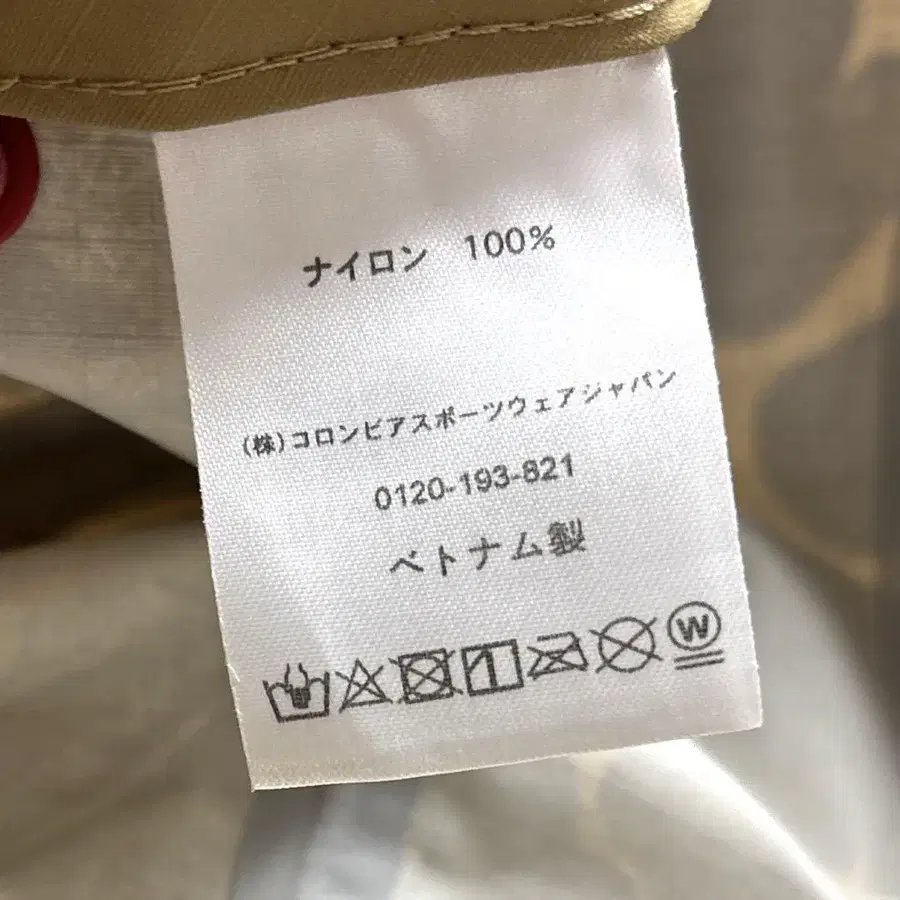 ナイロン 100%
(株)コロンビアスポーツウェアジャパン
0120-193-821
ベトナム製
W